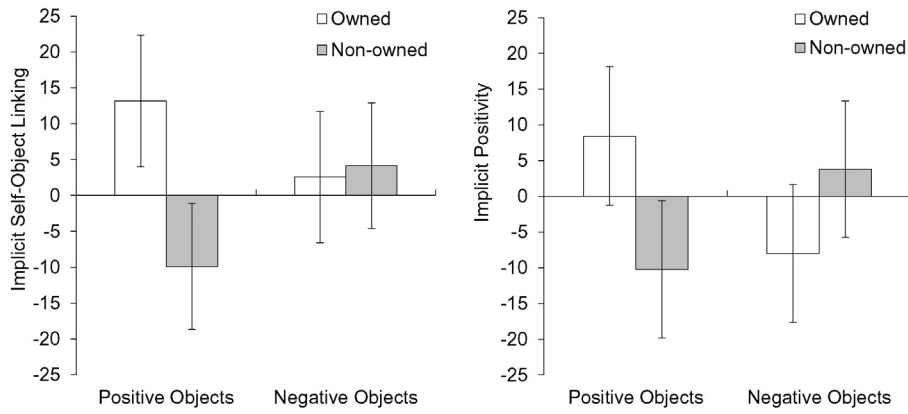 Implicit Self-Object Linking
25
20
15
10
5
0
-5
-10
-15
-20
-25
Owned
Non-owned
Positive Objects
Negative Objects
Implicit Positivity
25
20
15
10
5
0
-5
-10
-15
-20
-25
Owned
Non-owned
Positive Objects
Negative Objects